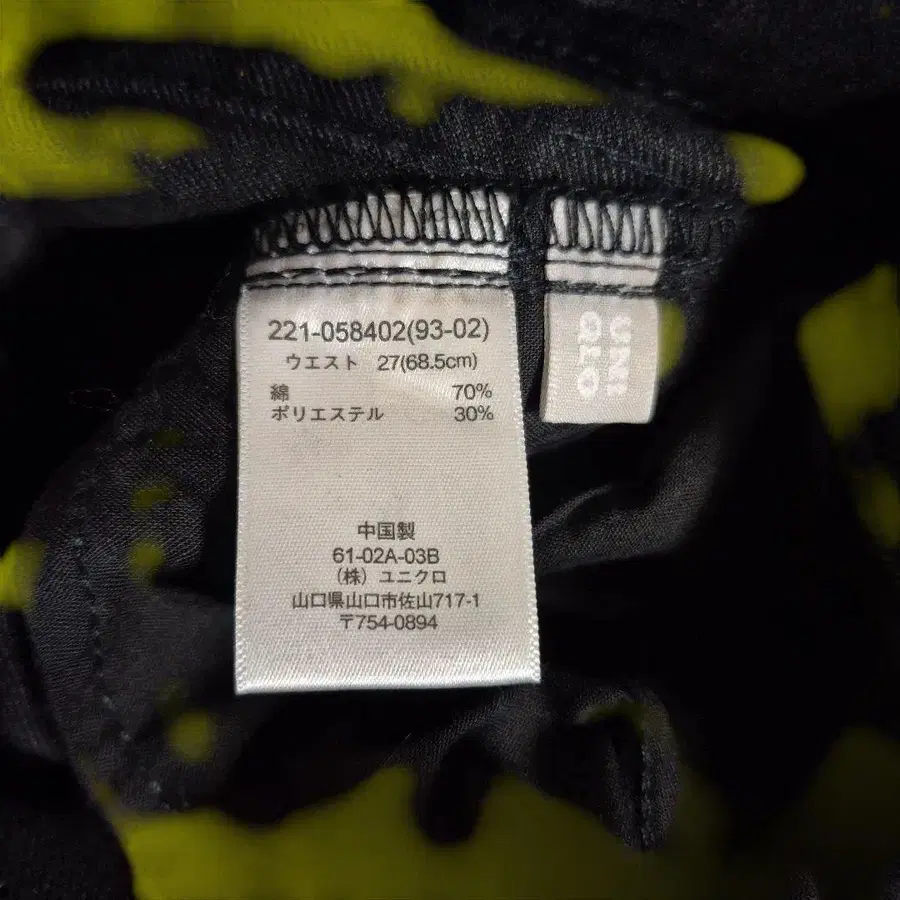 221-058402(93-02)
ウエスト 27(68.5cm)
綿 70%
ポリエステル 30%
中国製
61-02A-03B
（株）ユニクロ
山口県山口市佐山717-1
〒754-0894
UNI
QLO